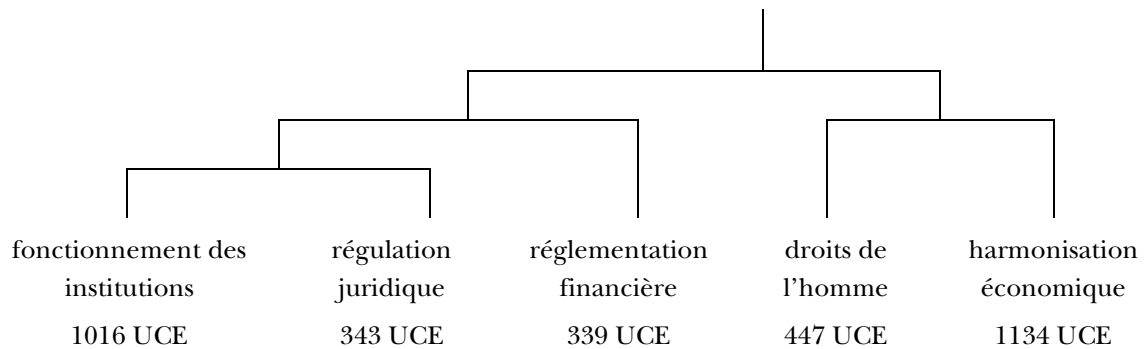 fonctionnement des
institutions
1016 UCE
régulation
juridique
343 UCE
réglementation
financière
339 UCE
droits de
l'homme
447 UCE
harmonisation
économique
1134 UCE